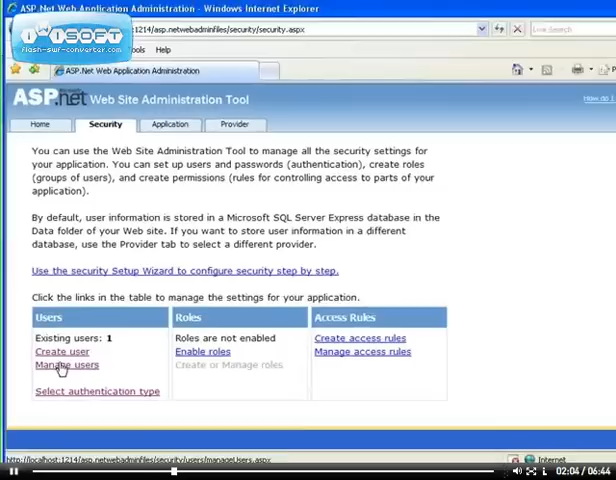 ASP.Net Web Application Administration - Windows Internet Explorer
iWiSOFT
flash-swf-converter.com
:1214/asp.netwebadminfiles/security/security.aspx
Live Search
Tools Help
ASP.Net Web Application Administration
ASP.net Web Site Administration Tool
How do I
Home Security Application Provider
You can use the Web Site Administration Tool to manage all the security settings for
your application. You can set up users and passwords (authentication), create roles
(groups of users), and create permissions (rules for controlling access to parts of your
application).
By default, user information is stored in a Microsoft SQL Server Express database in the
Data folder of your Web site. If you want to store user information in a different
database, use the Provider tab to select a different provider.
Use the security Setup Wizard to configure security step by step.
Click the links in the table to manage the settings for your application.
Users Roles Access Rules
Existing users: 1 Roles are not enabled Create access rules
Create user Enable roles Manage access rules
Manage users Create or Manage roles
Select authentication type
http://localhost:1214/asp.netwebadminfiles/security/users/manageUsers.aspx
Internet
02:04 / 06:44